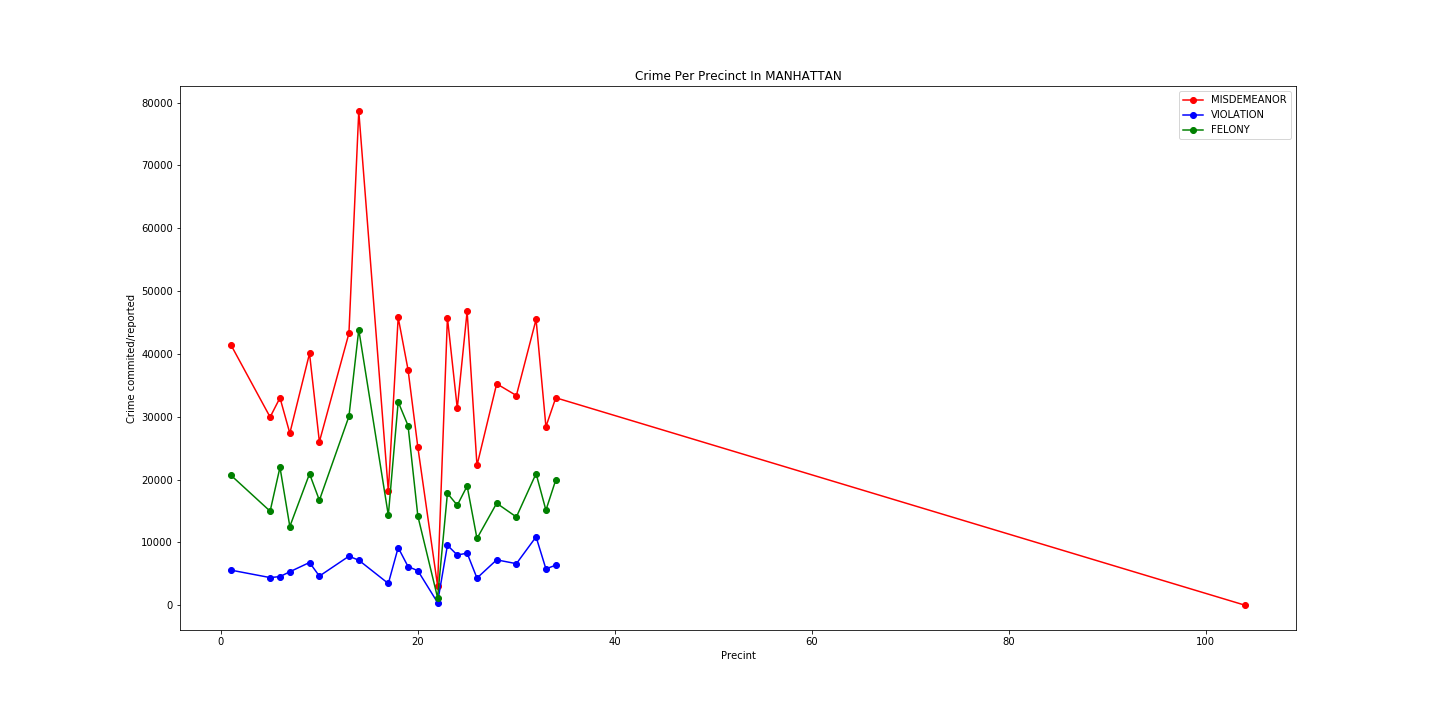 Crime Per Precinct In MANHATTAN
MISDEMEANOR
VIOLATION
FELONY
Crime commited/reported
80000
70000
60000
50000
40000
30000
20000
10000
0
0 20 40 60 80 100
Precint